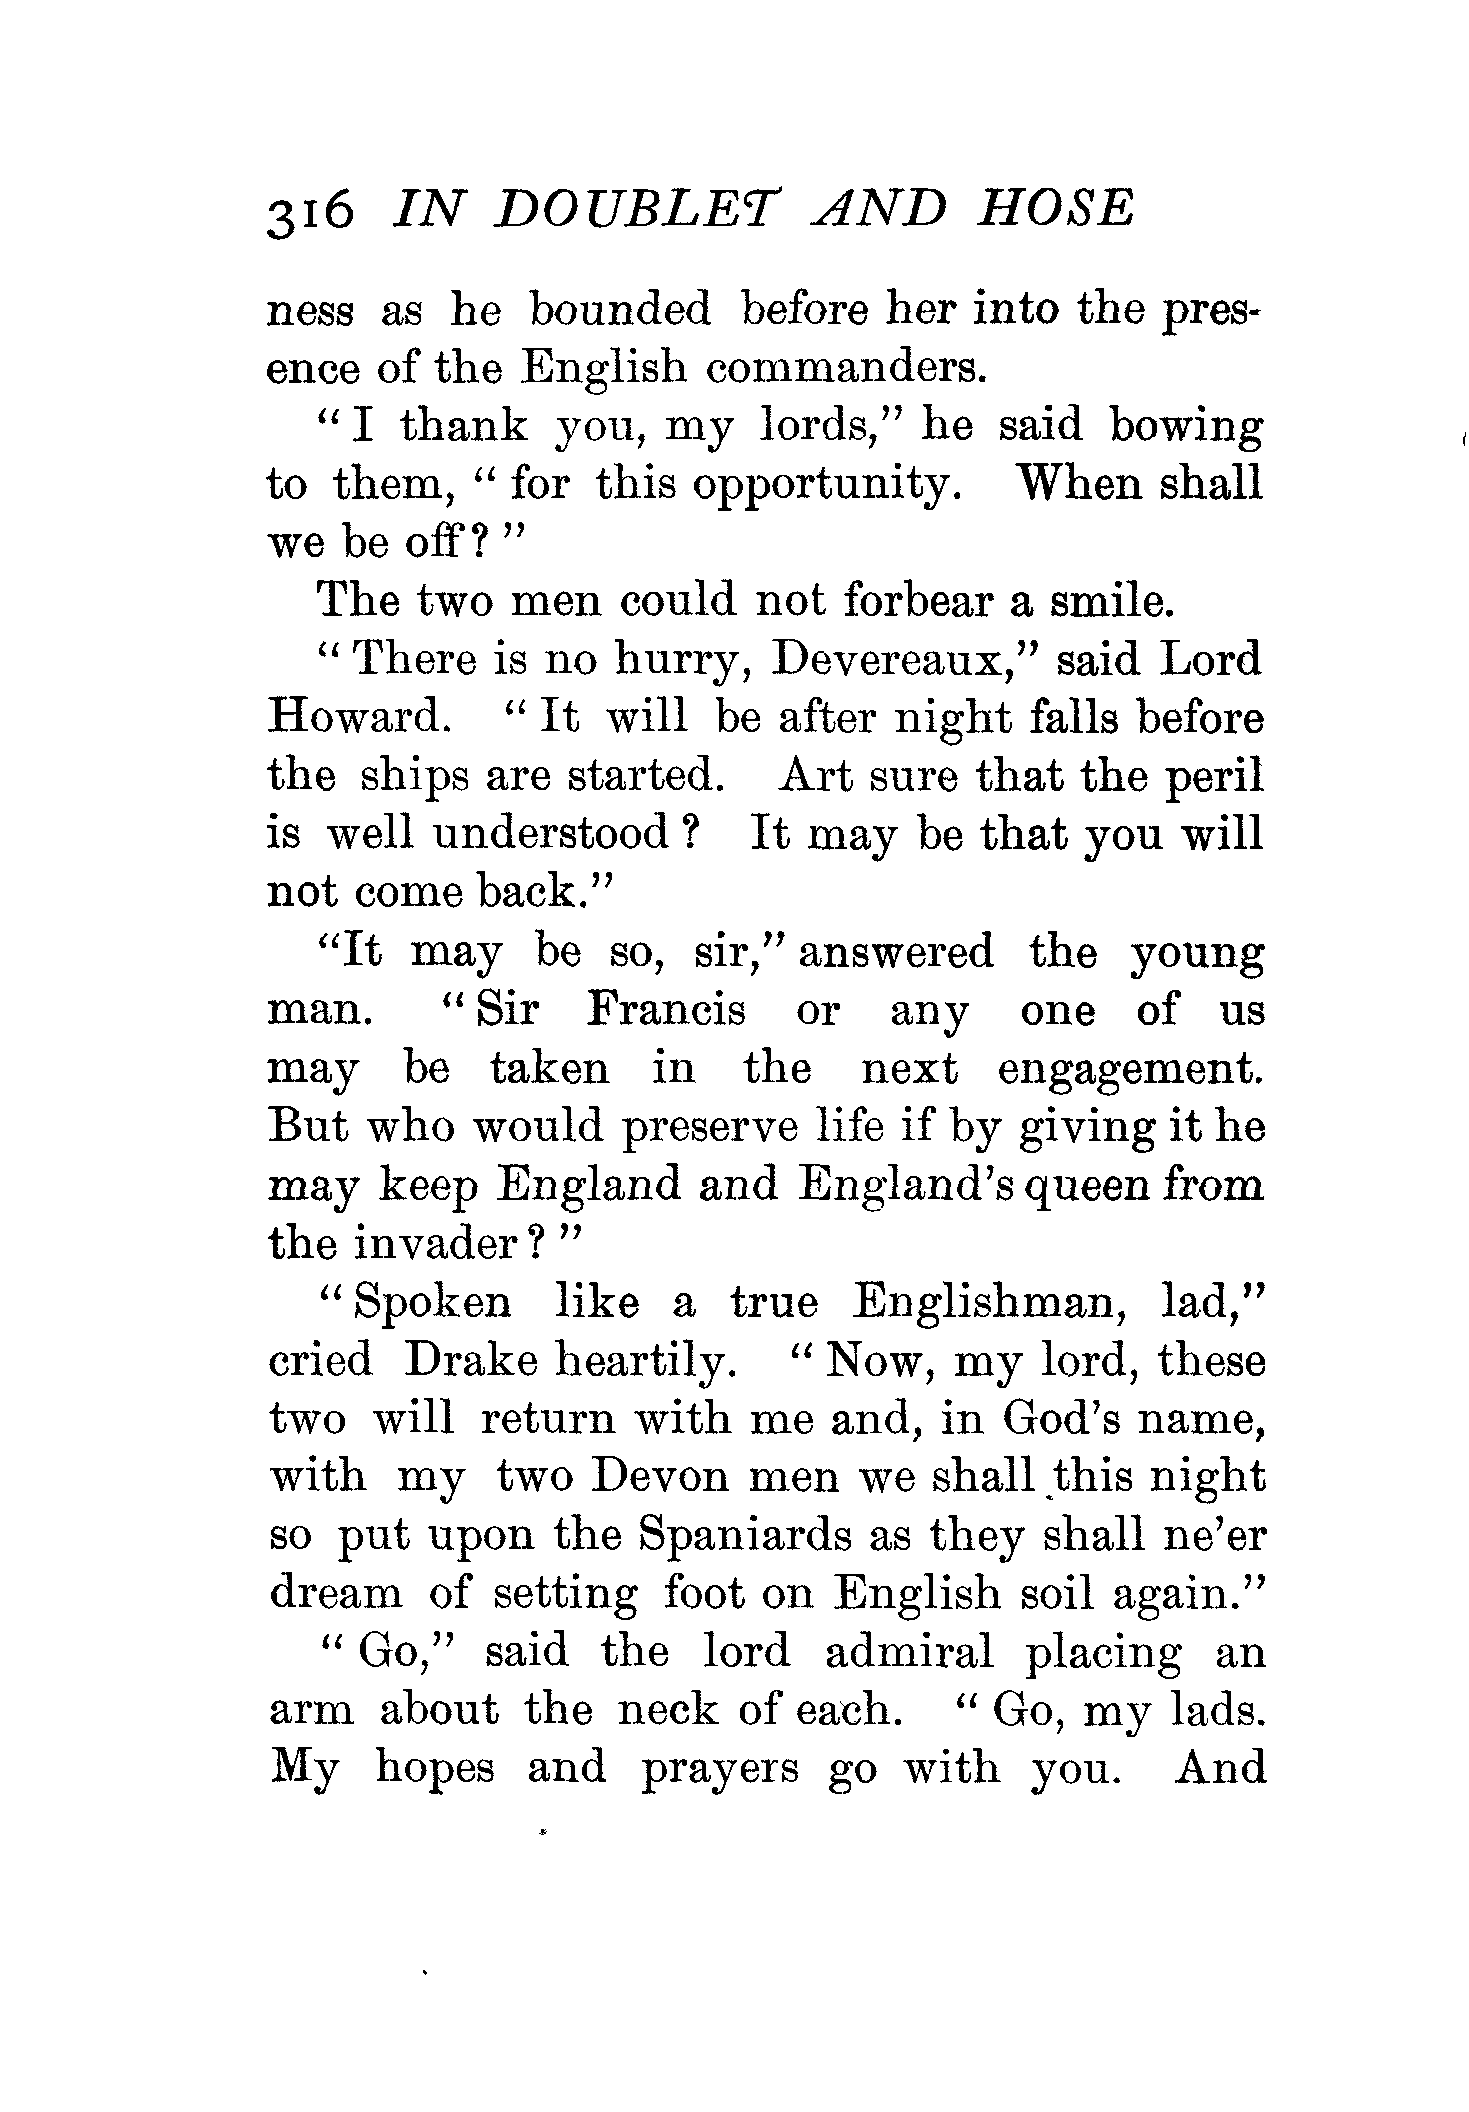 316 IN DOUBLET AND HOSE
ness as he bounded before her into the pres-
ence of the English commanders.
"I thank you, my lords," he said bowing
to them, "for this opportunity. When shall
we be off?"
The two men could not forbear a smile.
"There is no hurry, Devereaux," said Lord
Howard. "It will be after night falls before
the ships are started. Art sure that the peril
is well understood? It may be that you will
not come back."
"It may be so, sir," answered the young
man. "Sir Francis or any one of us
may be taken in the next engagement.
But who would preserve life if by giving it he
may keep England and England's queen from
the invader?"
"Spoken like a true Englishman, lad,"
cried Drake heartily. "Now, my lord, these
two will return with me and, in God's name,
with my two Devon men we shall this night
so put upon the Spaniards as they shall ne'er
dream of setting foot on English soil again."
"Go," said the lord admiral placing an
arm about the neck of each. "Go, my lads.
My hopes and prayers go with you. And